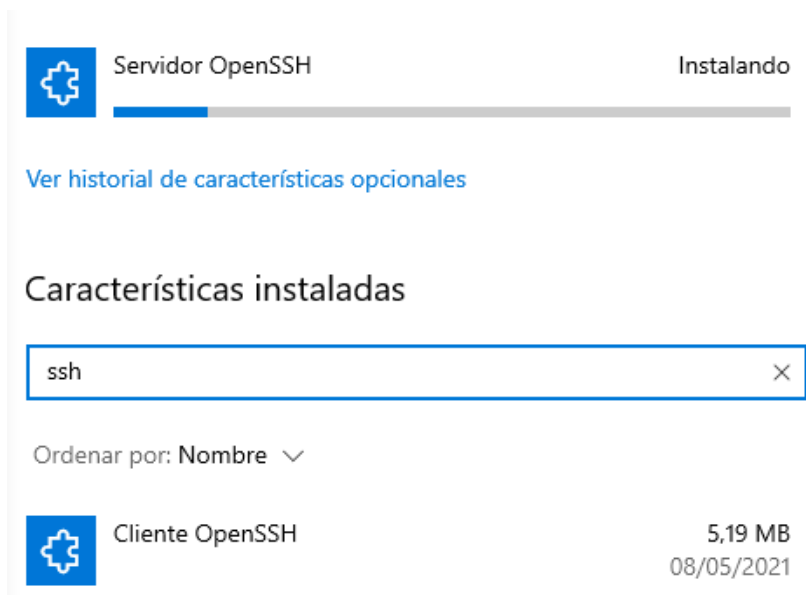 Servidor OpenSSH Instalando
Ver historial de características opcionales
Características instaladas
ssh
Ordenar por: Nombre
Cliente OpenSSH 5,19 MB
08/05/2021